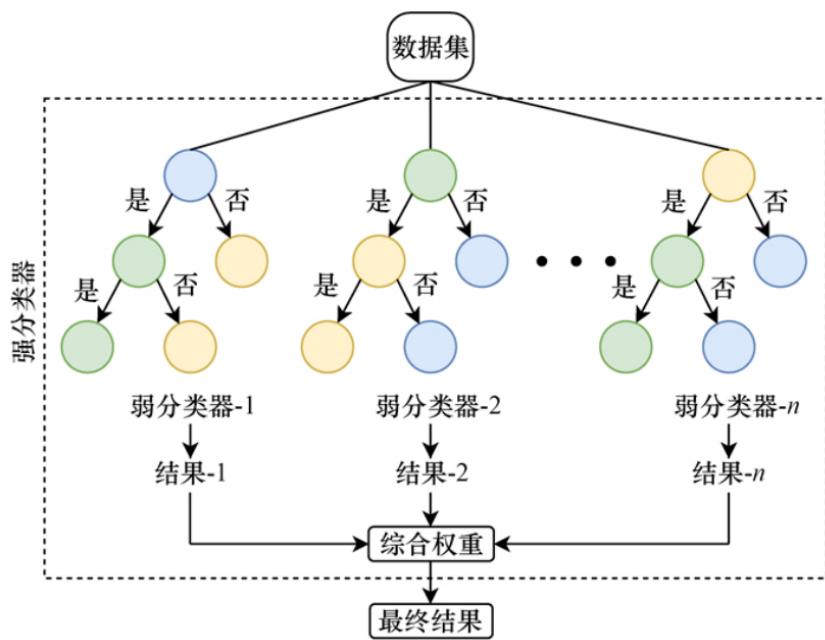 数据集
强分类器
是 否
是 否
是 否
是 否
是 否
是 否
弱分类器-1
弱分类器-2
弱分类器-n
结果-1
结果-2
结果-n
综合权重
最终结果